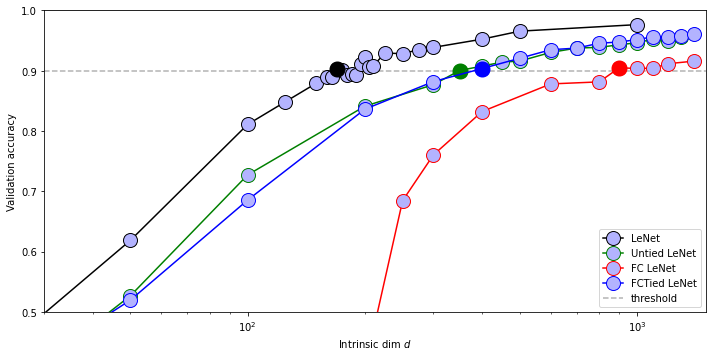 1.0
0.9
0.8
0.7
0.6
0.5
Validation accuracy
10²
10³
Intrinsic dim d
LeNet
Untied LeNet
FC LeNet
FCTied LeNet
threshold